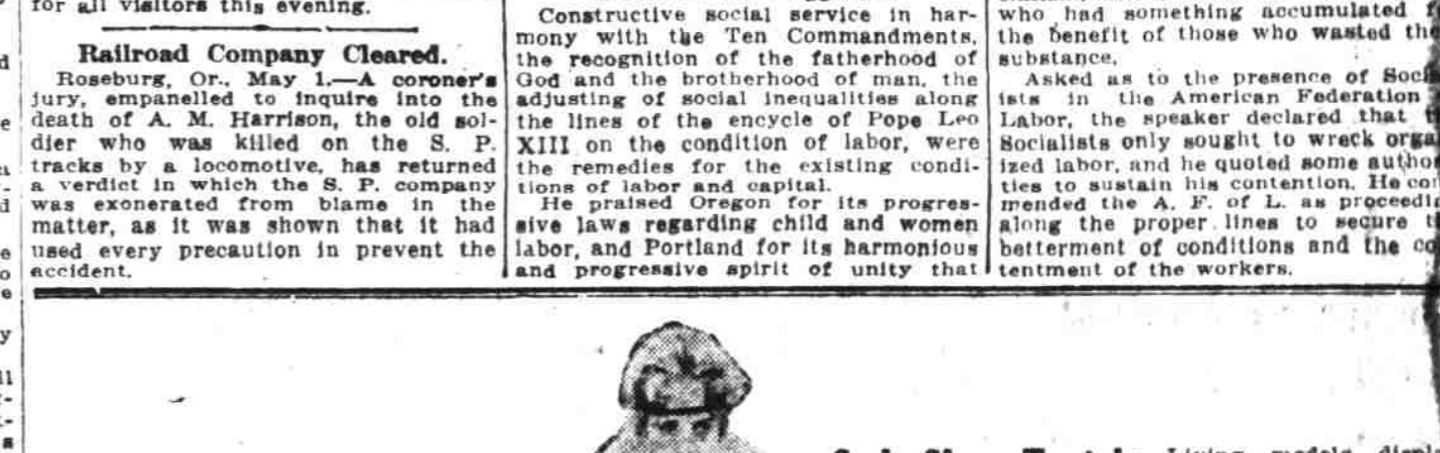 for all visitors this evening.
Railroad Company Cleared.
Roseburg, Or., May 1.—A coroner's
jury, empanelled to inquire into the
death of A. M. Harrison, the old sol-
dier who was killed on the S. P.
tracks by a locomotive, has returned
a verdict in which the S. P. company
was exonerated from blame in the
matter, as it was shown that it had
used every precaution in prevent the
accident.
Constructive social service in har-
mony with the Ten Commandments,
the recognition of the fatherhood of
God and the brotherhood of man, the
adjusting of social inequalities along
the lines of the encycle of Pope Leo
XIII on the condition of labor, were
the remedies for the existing condi-
tions of labor and capital.
He praised Oregon for its progres-
sive laws regarding child and women
labor, and Portland for its harmonious
and progressive spirit of unity that
who had something accumulated
the benefit of those who wasted
substance.
Asked as to the presence of
ists in the American Federation
Labor, the speaker declared that
Socialists only sought to wreck
ized labor, and he quoted some
ties to sustain his contention. He
mended the A. F. of L. as
along the proper lines to secure
betterment of conditions and the
tentment of the workers.
Living models